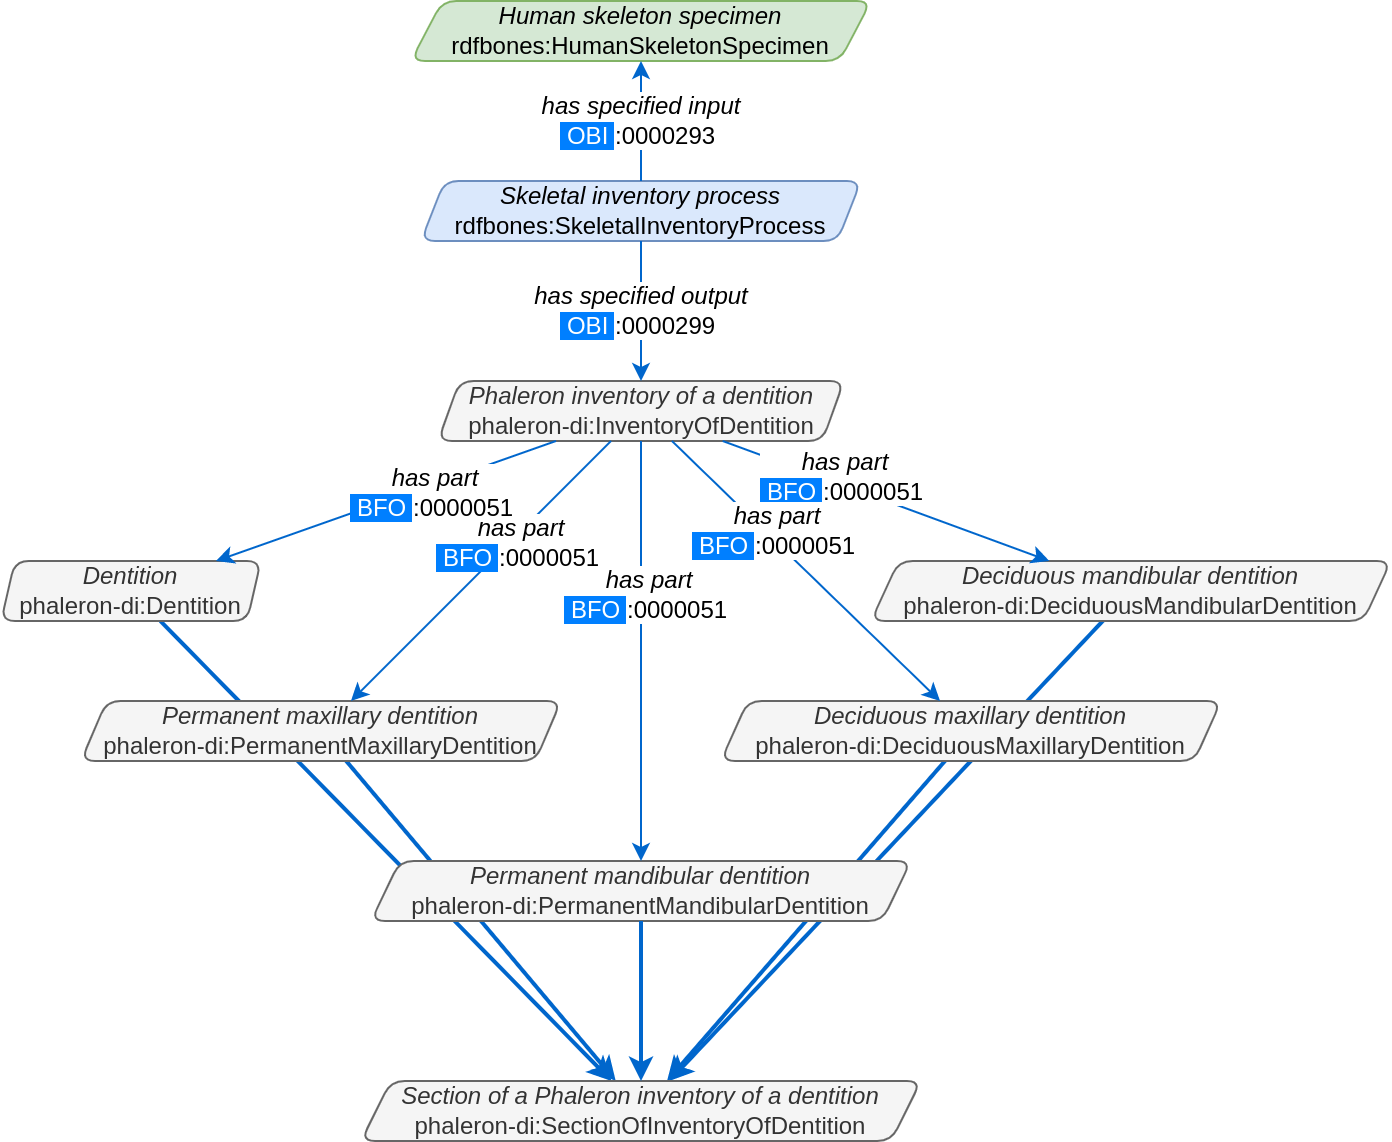 Human skeleton specimen
rdfbones:HumanSkeletonSpecimen
has specified input
OBI :0000293
Skeletal inventory process
rdfbones:SkeletalInventoryProcess
has specified output
OBI :0000299
Phaleron inventory of a dentition
phaleron-di:InventoryOfDentition
has part
BFO :0000051
has part
BFO :0000051
has part
BFO :0000051
has part
BFO :0000051
has part
BFO :0000051
Dentition
phaleron-di:Dentition
Deciduous mandibular dentition
phaleron-di:DeciduousMandibularDentition
Permanent maxillary dentition
phaleron-di:PermanentMaxillaryDentition
Deciduous maxillary dentition
phaleron-di:DeciduousMaxillaryDentition
Permanent mandibular dentition
phaleron-di:PermanentMandibularDentition
Section of a Phaleron inventory of a dentition
phaleron-di:SectionOfInventoryOfDentition